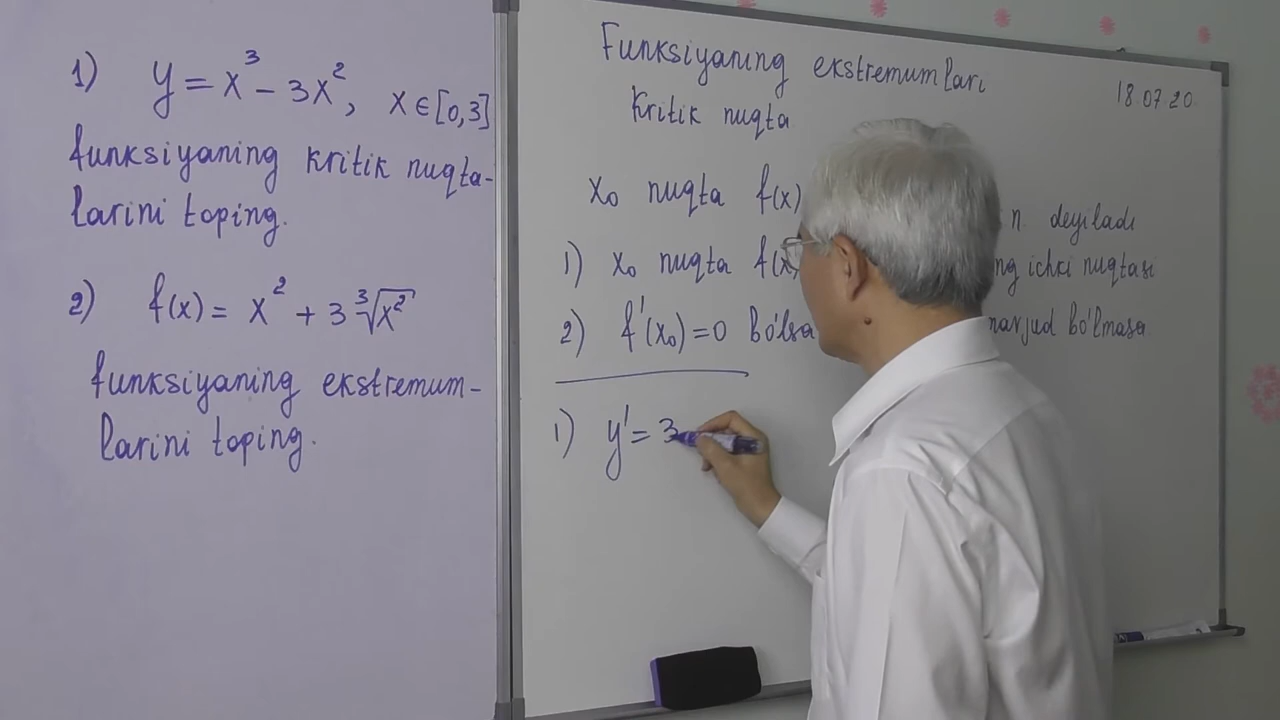 1) y = x³ - 3x², x ∈ [0,3]
funksiyaning kritik nuqta-
larini toping.
2) f(x) = x² + 3∛x²
funksiyaning ekstremum-
larini toping.
Funksiyaning ekstremumlari
18.07.20
Kritik nuqta
x₀ nuqta f(x) n. deyiladi
1) x₀ nuqta f(x) ng ichki nuqtasi
2) f'(x₀)=0 bo'lsa mavjud bo'lmasa
1) y' = 3